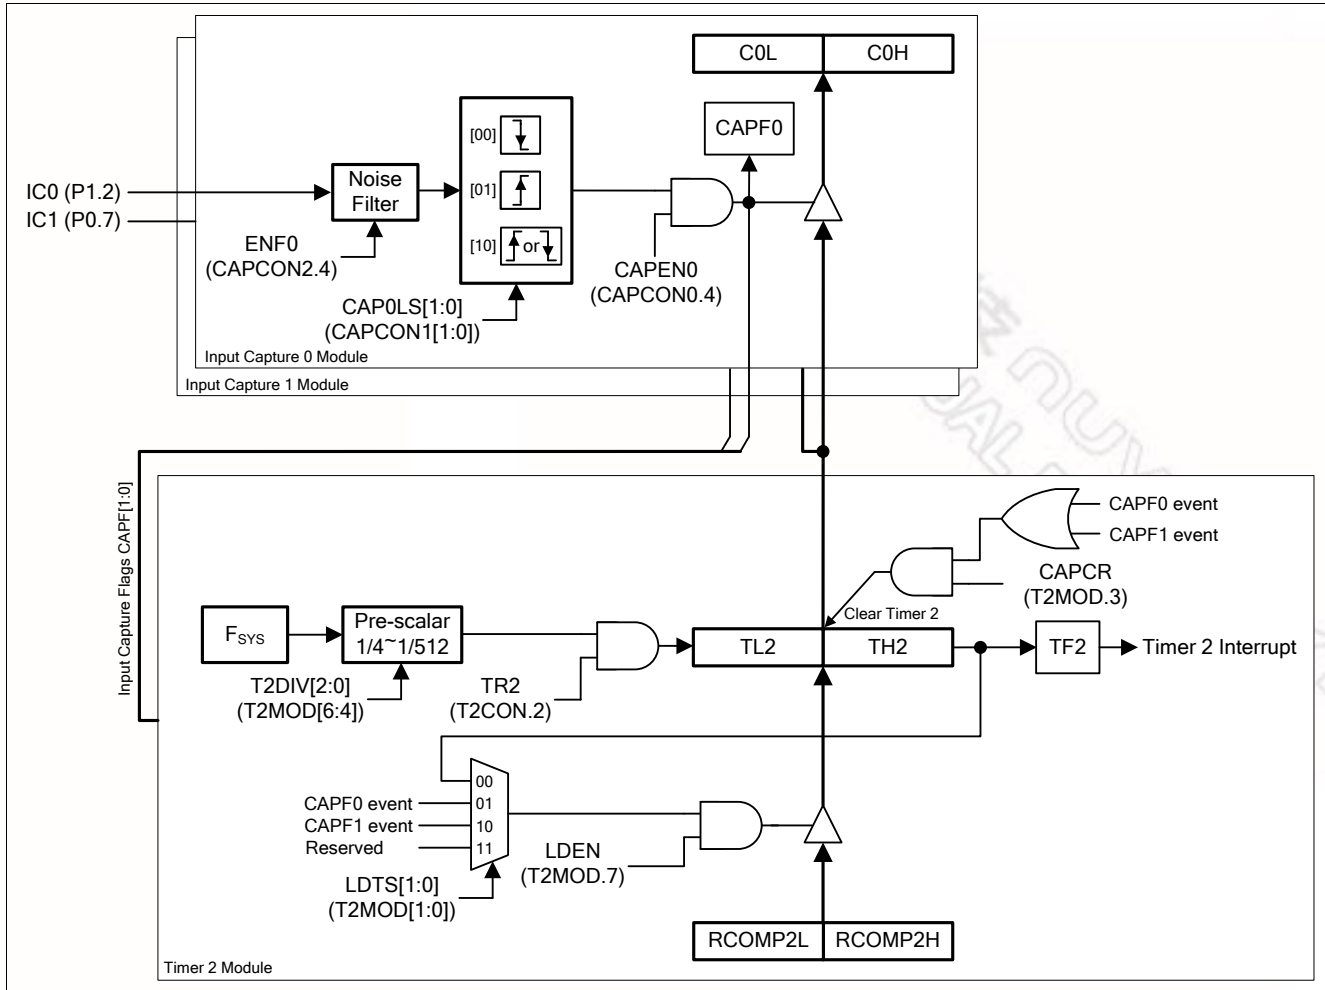 C0L
C0H
CAPF0
[00]
[01]
[10]
or
IC0 (P1.2)
IC1 (P0.7)
Noise
Filter
ENF0
(CAPCON2.4)
CAP0LS[1:0]
(CAPCON1[1:0])
CAPEN0
(CAPCON0.4)
Input Capture 0 Module
Input Capture 1 Module
Input Capture Flags CAPF[1:0]
CAPF0 event
CAPF1 event
CAPCR
(T2MOD.3)
Clear Timer 2
FSYS
Pre-scalar
1/4~1/512
T2DIV[2:0]
(T2MOD[6:4])
TR2
(T2CON.2)
TL2
TH2
TF2
Timer 2 Interrupt
00
CAPF0 event
01
CAPF1 event
10
Reserved
11
LDTS[1:0]
(T2MOD[1:0])
LDEN
(T2MOD.7)
RCOMP2L
RCOMP2H
Timer 2 Module